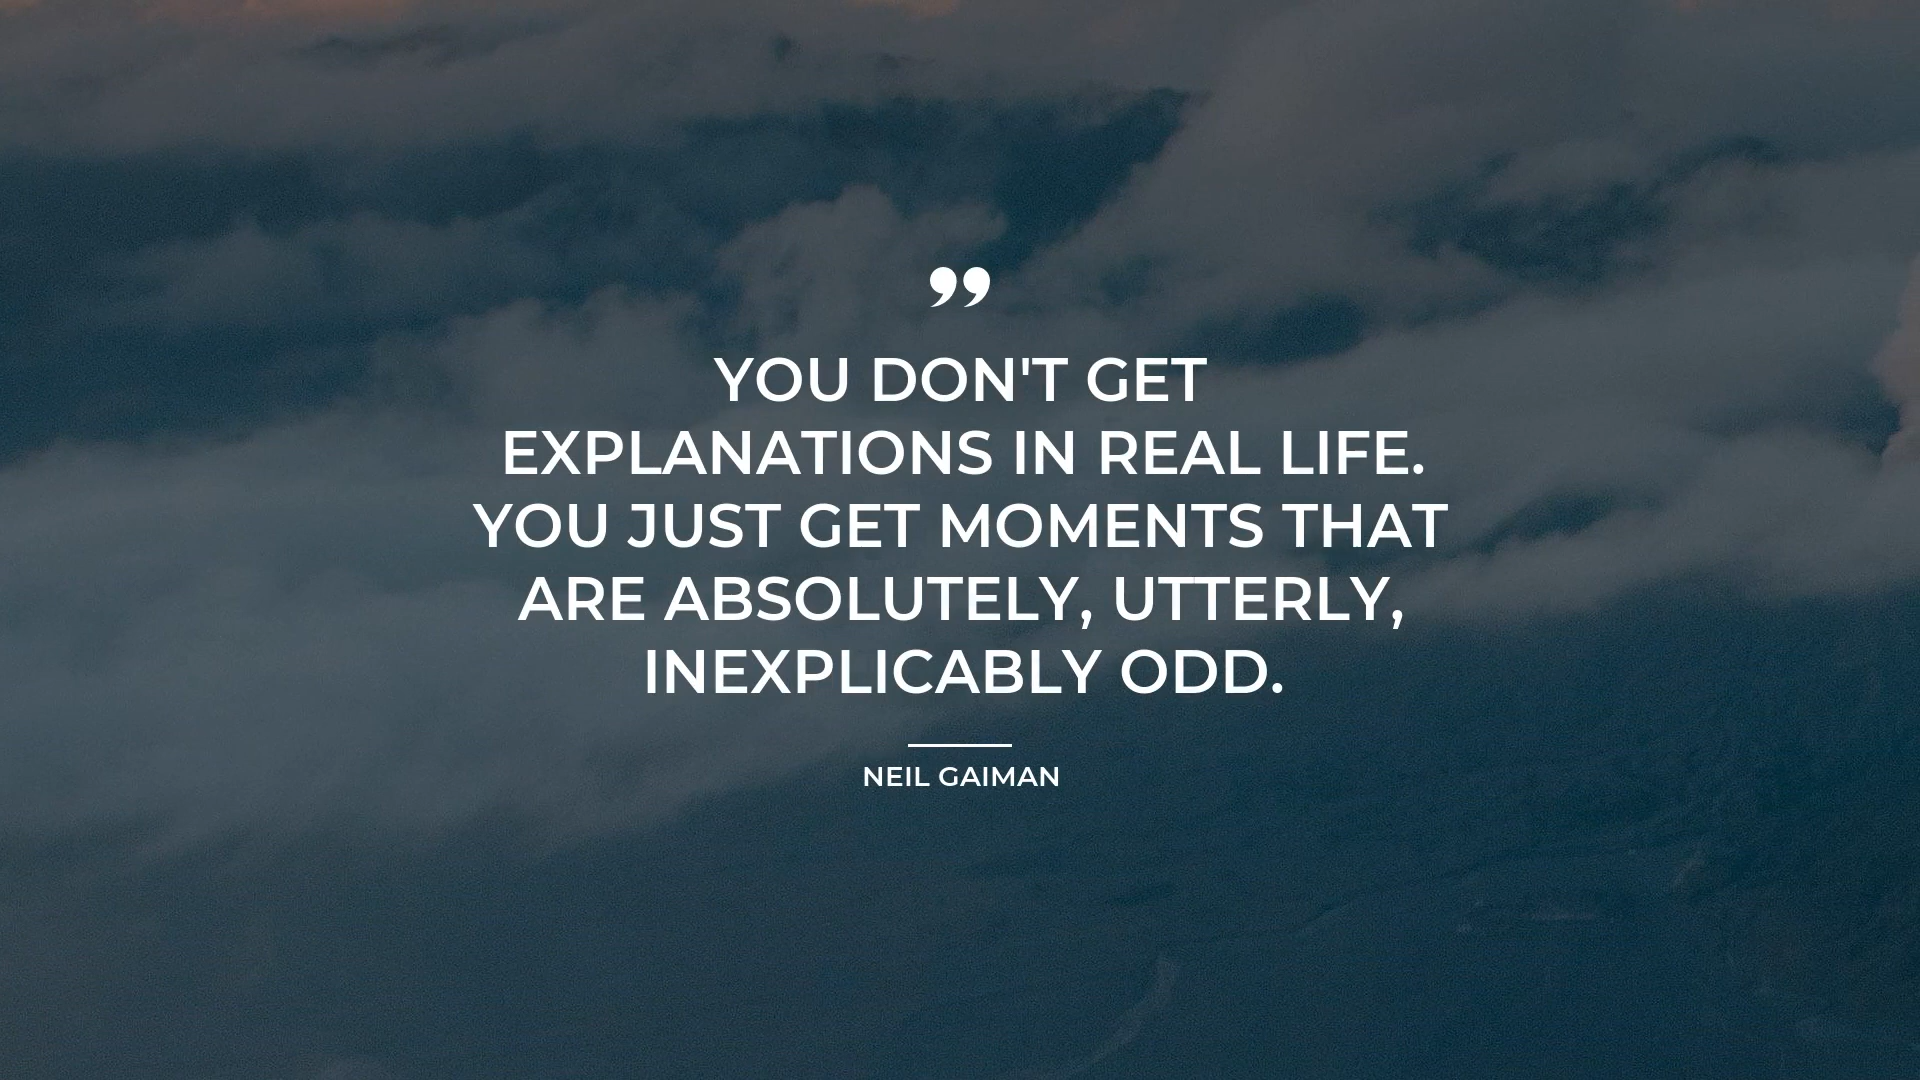 ”
YOU DON'T GET
EXPLANATIONS IN REAL LIFE.
YOU JUST GET MOMENTS THAT
ARE ABSOLUTELY, UTTERLY,
INEXPLICABLY ODD.
NEIL GAIMAN